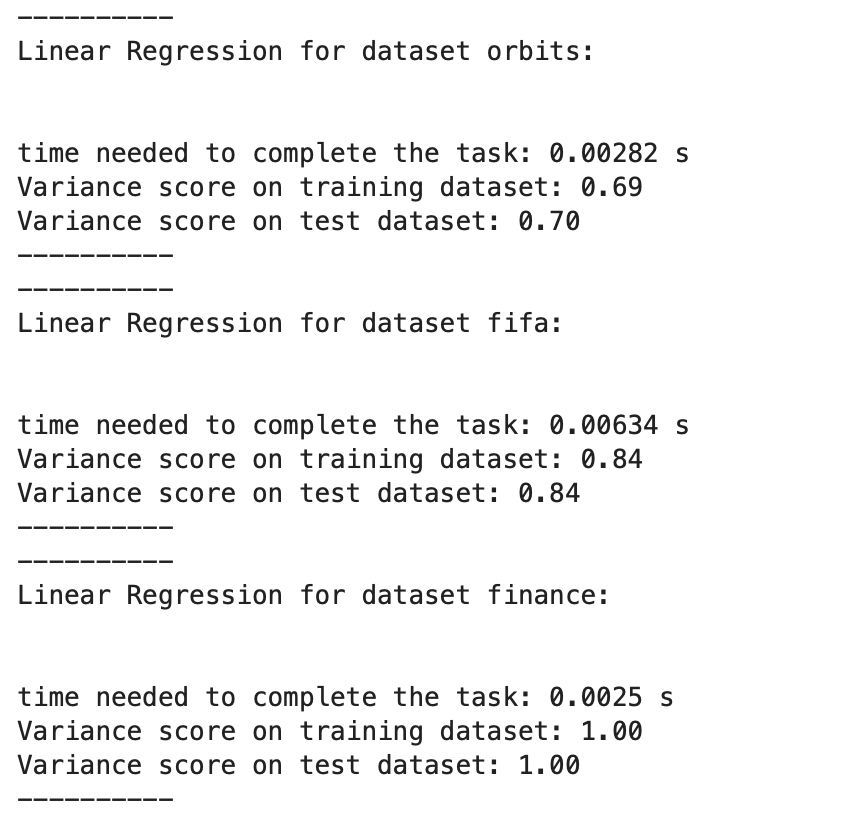 ----------
Linear Regression for dataset orbits:
time needed to complete the task: 0.00282 s
Variance score on training dataset: 0.69
Variance score on test dataset: 0.70
----------
----------
Linear Regression for dataset fifa:
time needed to complete the task: 0.00634 s
Variance score on training dataset: 0.84
Variance score on test dataset: 0.84
----------
----------
Linear Regression for dataset finance:
time needed to complete the task: 0.0025 s
Variance score on training dataset: 1.00
Variance score on test dataset: 1.00
----------